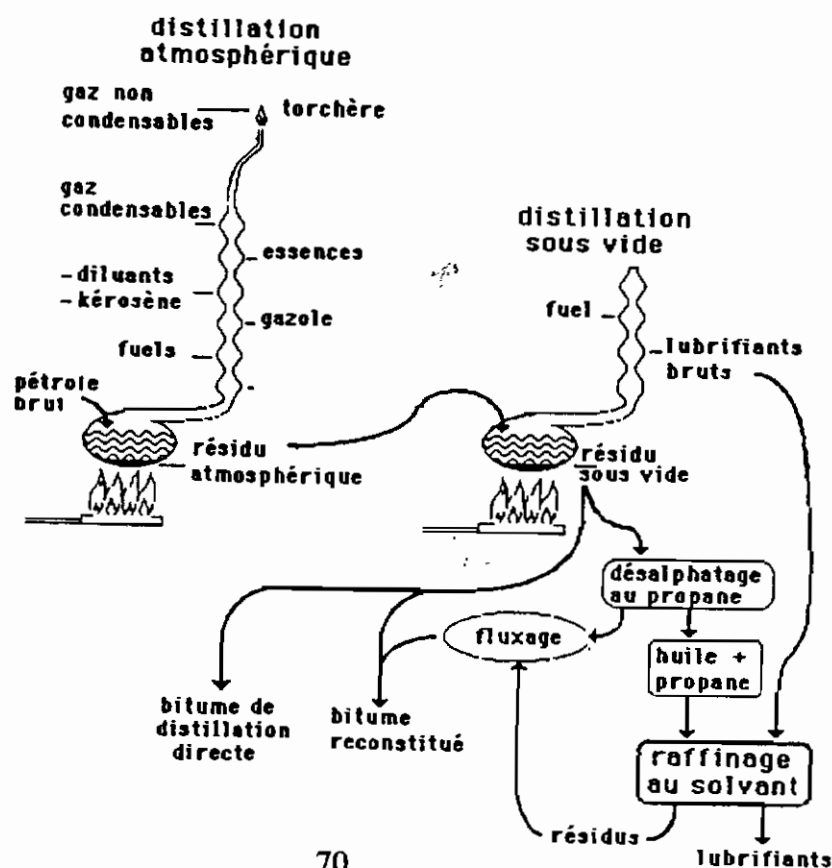 distillation
atmosphérique
gaz non
condensables
torchère
gaz
condensables
essences
-diluants
-kérosène
gazole
fuels
pétrole
brut
résidu
atmosphérique
distillation
sous vide
fuel
lubrifiants
bruts
résidu
sous vide
désalphatage
au propane
fluxage
huile +
propane
bitume de
distillation
directe
bitume
reconstitué
raffinage
au solvant
résidus
lubrifiants
70